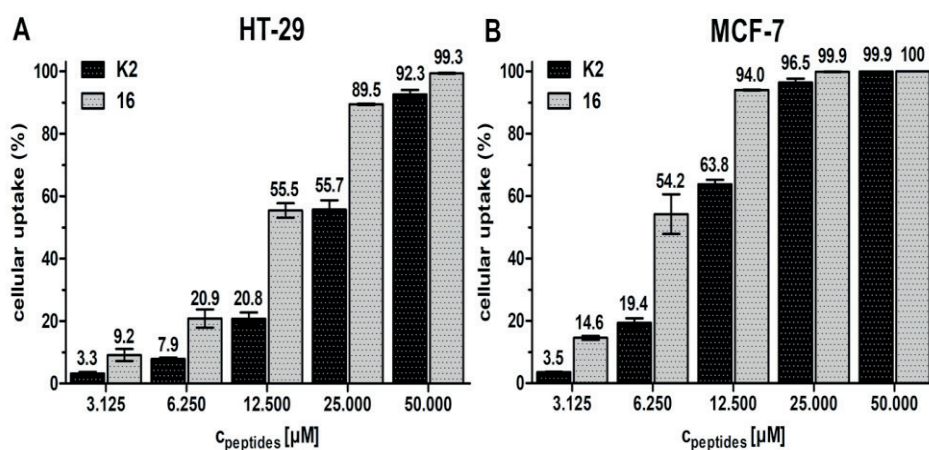 A HT-29
K2
16
cellular uptake (%)
100
80
60
40
20
0
3.3 9.2 7.9 20.9 20.8 55.5 55.7 89.5 92.3 99.3
3.125 6.250 12.500 25.000 50.000
cpeptides [µM]
B MCF-7
K2
16
cellular uptake (%)
100
80
60
40
20
0
3.5 14.6 19.4 54.2 63.8 94.0 96.5 99.9 99.9 100
3.125 6.250 12.500 25.000 50.000
cpeptides [µM]